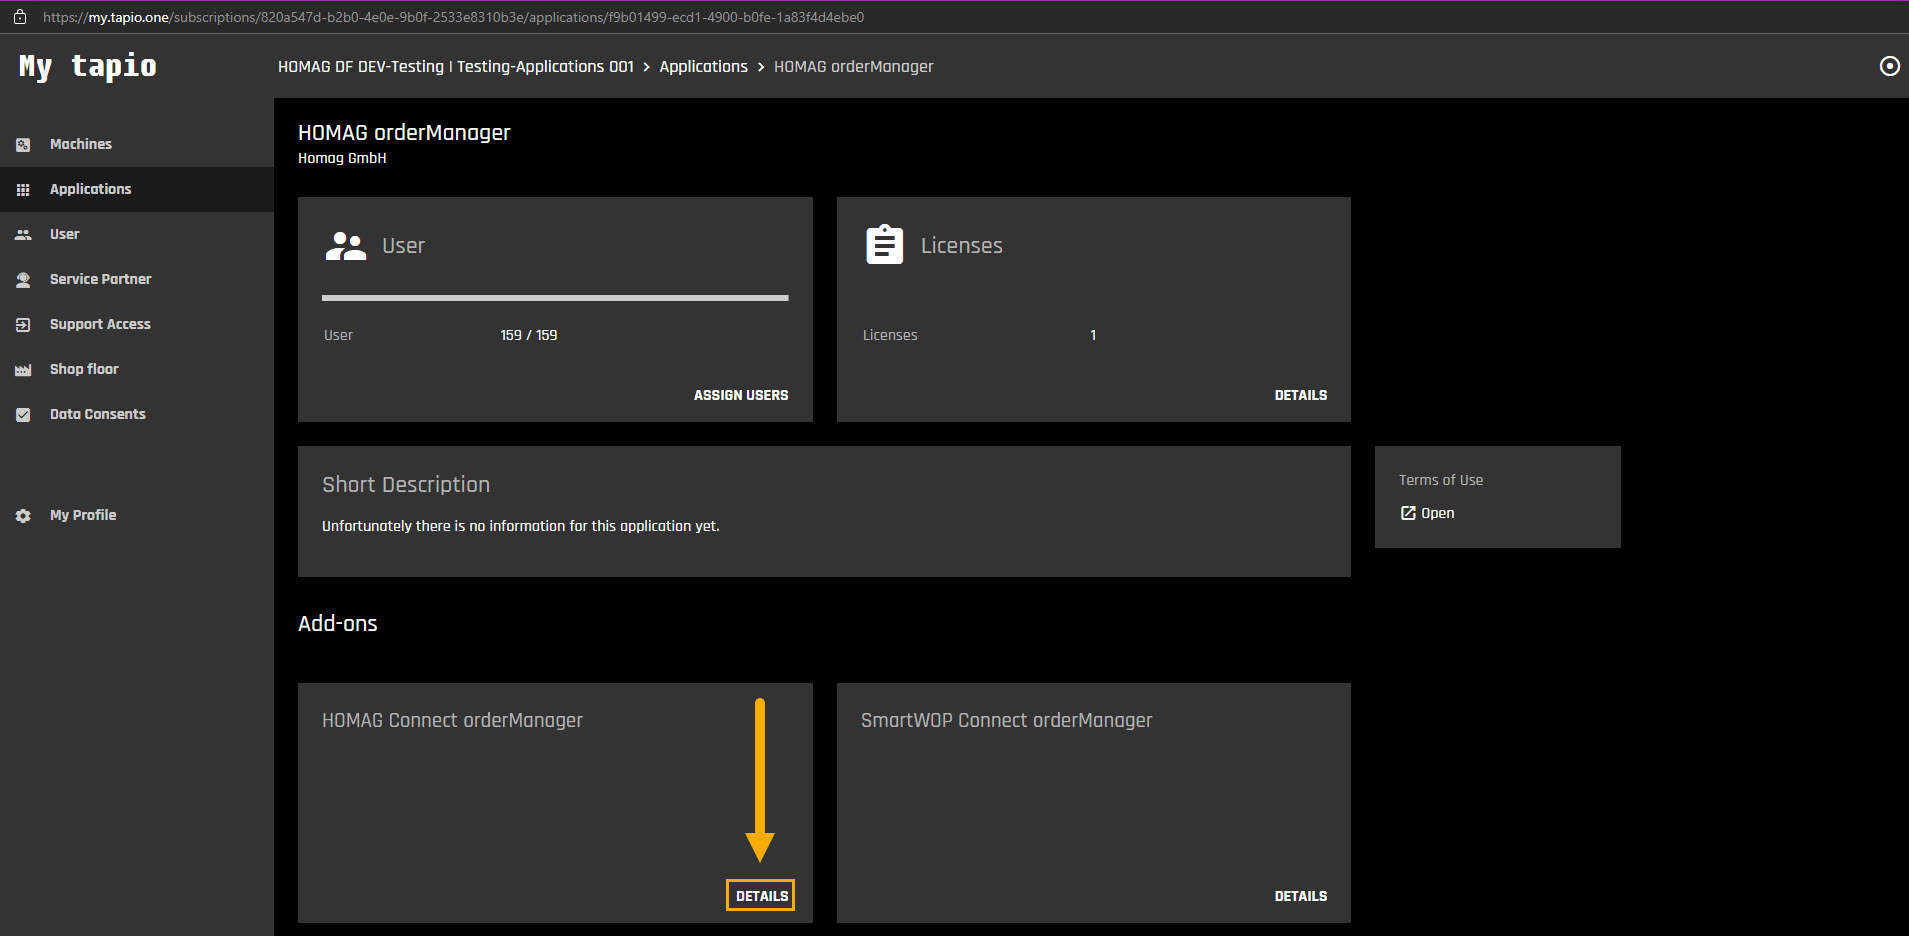 https://my.tapio.one/subscriptions/820a547d-b2b0-4e0e-9b0f-2533e8310b3e/applications/f9b01499-ecd1-4900-b0fe-1a83f4d4ebe0
My tapio
HOMAG DF DEV-Testing | Testing-Applications 001 > Applications > HOMAG orderManager
Machines
Applications
User
Service Partner
Support Access
Shop floor
Data Consents
My Profile
HOMAG orderManager
Homag GmbH
User
User 159 / 159
ASSIGN USERS
Licenses
Licenses 1
DETAILS
Short Description
Unfortunately there is no information for this application yet.
Terms of Use
Open
Add-ons
HOMAG Connect orderManager
DETAILS
SmartWOP Connect orderManager
DETAILS